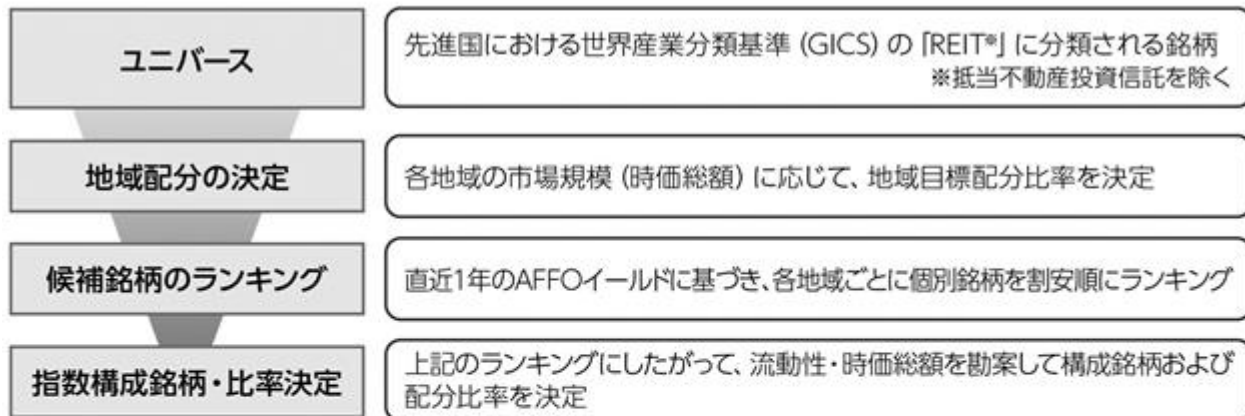 ユニバース
先進国における世界産業分類基準（GICS）の「REIT※」に分類される銘柄
※抵当不動産投資信託を除く
地域配分の決定
各地域の市場規模（時価総額）に応じて、地域目標配分比率を決定
候補銘柄のランキング
直近1年のAFFOイールドに基づき、各地域ごとに個別銘柄を割安順にランキング
指数構成銘柄・比率決定
上記のランキングにしたがって、流動性・時価総額を勘案して構成銘柄および
配分比率を決定